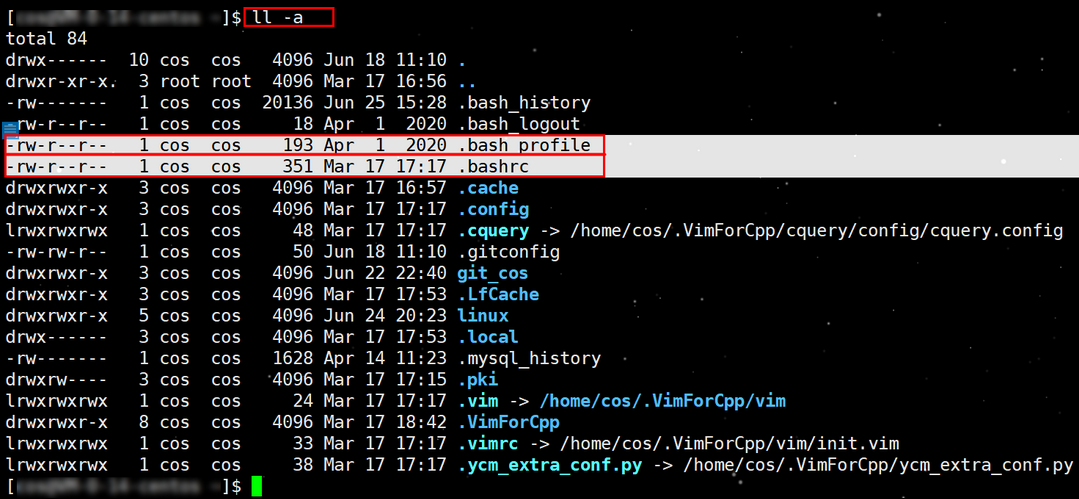 [ ]$ ll -a
total 84
drwx------  10 cos  cos   4096 Jun 18 11:10 .
drwxr-xr-x.  3 root root  4096 Mar 17 16:56 ..
-rw-------   1 cos  cos  20136 Jun 25 15:28 .bash_history
-rw-r--r--   1 cos  cos     18 Apr  1  2020 .bash_logout
-rw-r--r--   1 cos  cos    193 Apr  1  2020 .bash_profile
-rw-r--r--   1 cos  cos    351 Mar 17 17:17 .bashrc
drwxrwxr-x   3 cos  cos   4096 Mar 17 16:57 .cache
drwxrwxr-x   3 cos  cos   4096 Mar 17 17:17 .config
lrwxrwxrwx   1 cos  cos     48 Mar 17 17:17 .cquery -> /home/cos/.VimForCpp/cquery/config/cquery.config
-rw-rw-r--   1 cos  cos     50 Jun 18 11:10 .gitconfig
drwxrwxr-x   3 cos  cos   4096 Jun 22 22:40 git_cos
drwxrwxr-x   3 cos  cos   4096 Mar 17 17:53 .LfCache
drwxrwxr-x   5 cos  cos   4096 Jun 24 20:23 linux
drwx------   3 cos  cos   4096 Mar 17 17:53 .local
-rw-------   1 cos  cos   1628 Apr 14 11:23 .mysql_history
drwxrw----   3 cos  cos   4096 Mar 17 17:15 .pki
lrwxrwxrwx   1 cos  cos     24 Mar 17 17:17 .vim -> /home/cos/.VimForCpp/vim
drwxrwxr-x   8 cos  cos   4096 Mar 17 18:42 .VimForCpp
lrwxrwxrwx   1 cos  cos     33 Mar 17 17:17 .vimrc -> /home/cos/.VimForCpp/vim/init.vim
lrwxrwxrwx   1 cos  cos     38 Mar 17 17:17 .ycm_extra_conf.py -> /home/cos/.VimForCpp/ycm_extra_conf.py
[ ]$